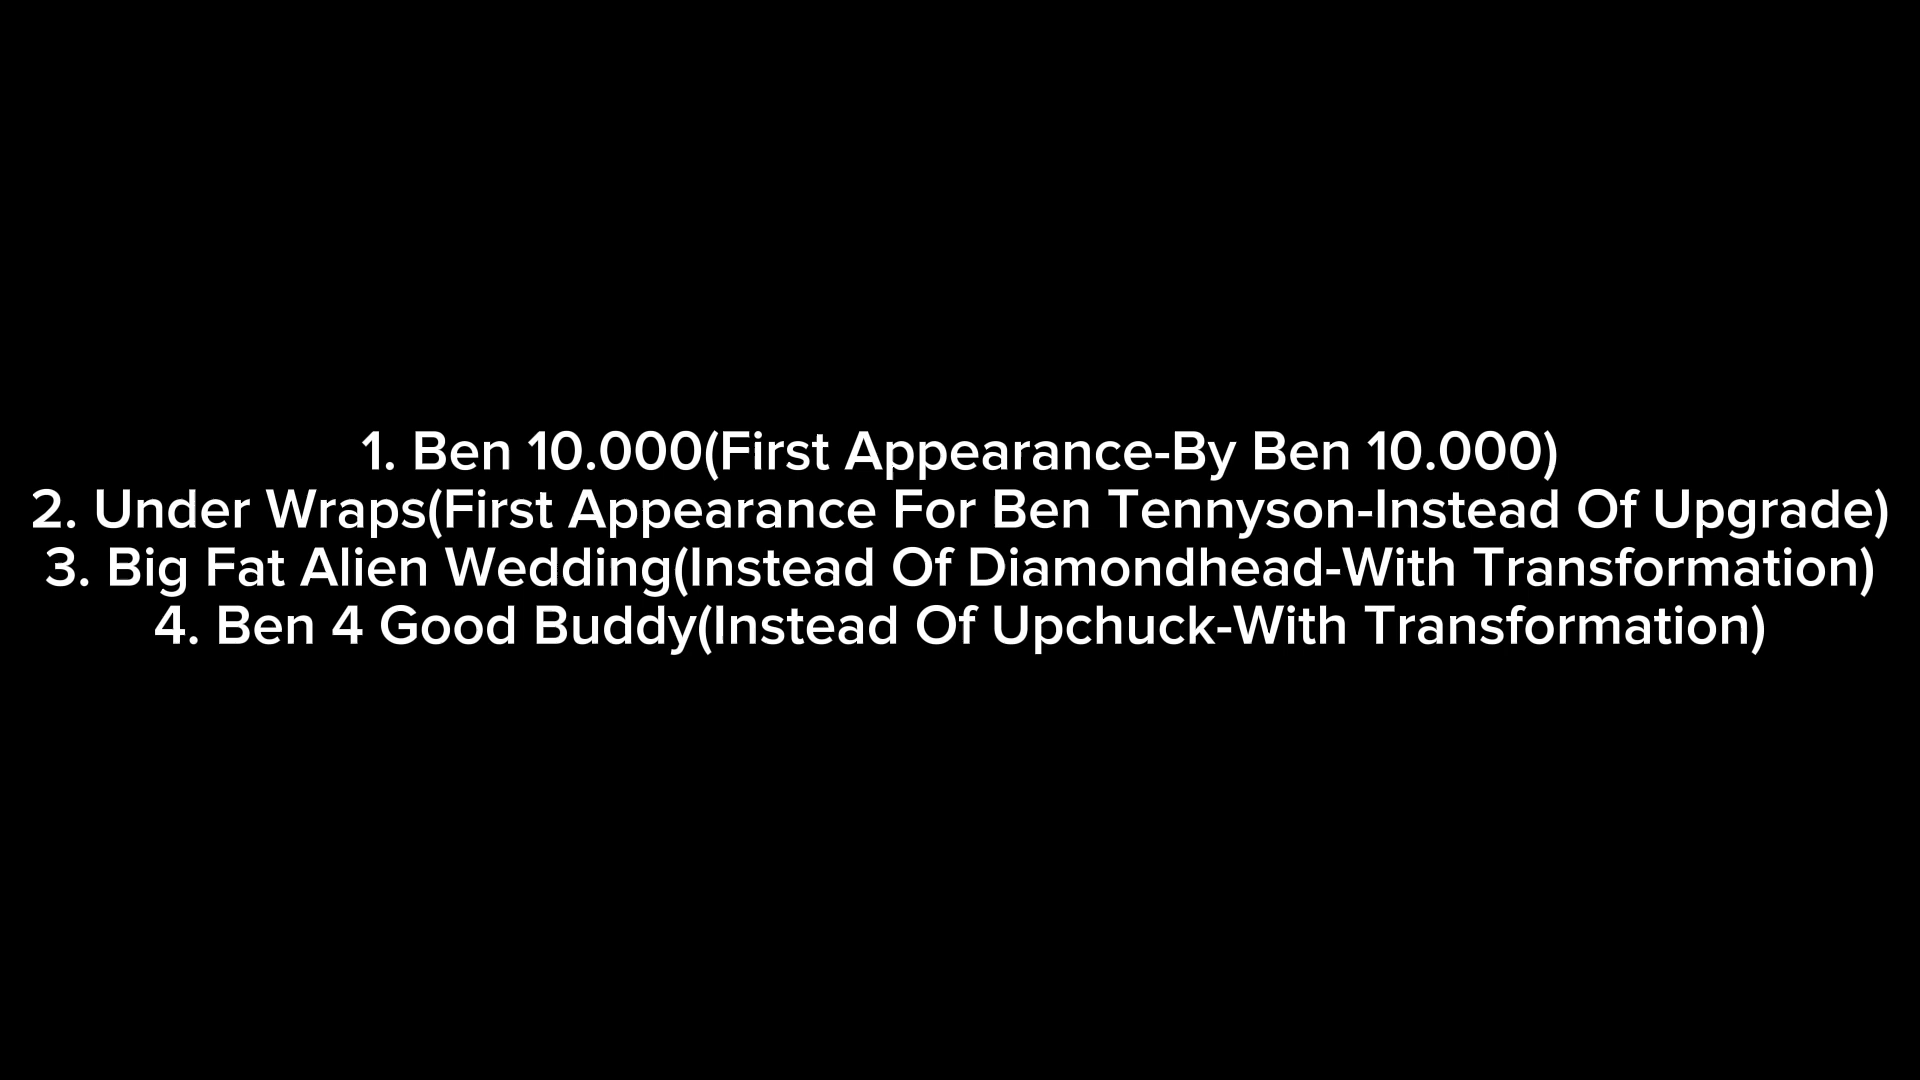 1. Ben 10.000(First Appearance-By Ben 10.000)
2. Under Wraps(First Appearance For Ben Tennyson-Instead Of Upgrade)
3. Big Fat Alien Wedding(Instead Of Diamondhead-With Transformation)
4. Ben 4 Good Buddy(Instead Of Upchuck-With Transformation)